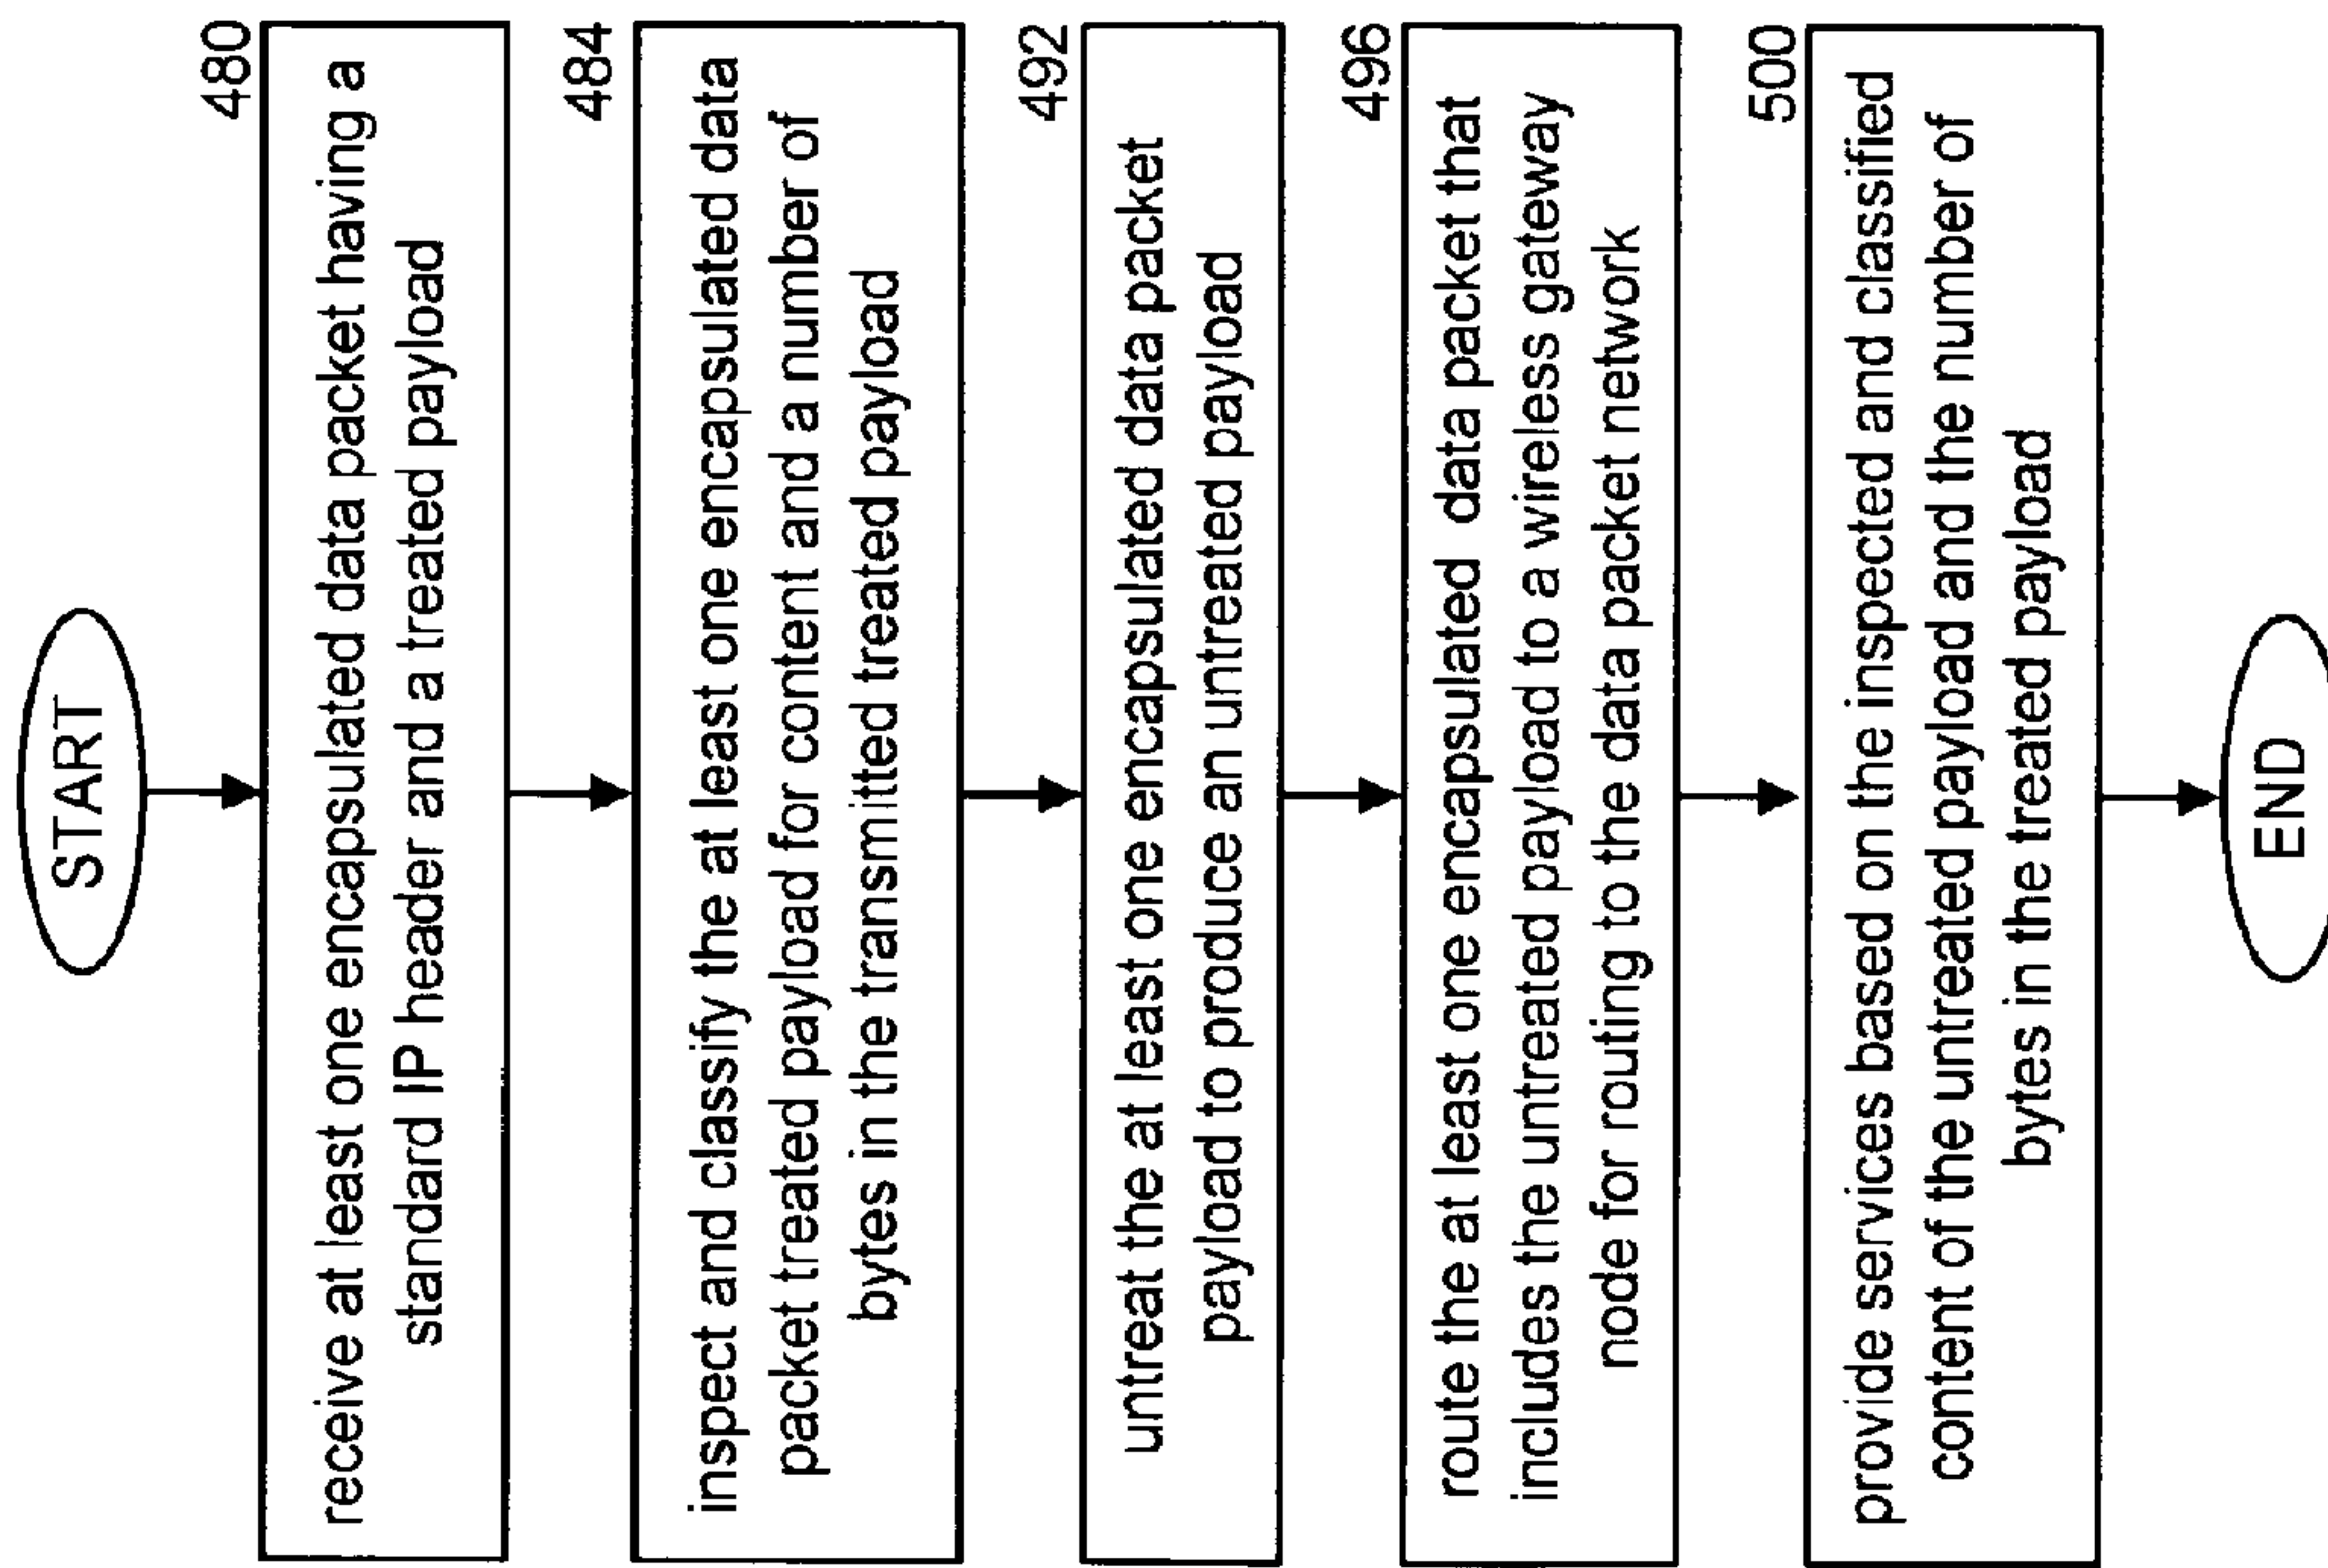 START
480
receive at least one encapsulated data packet having a
standard IP header and a treated payload
484
inspect and classify the at least one encapsulated data
packet treated payload for content and a number of
bytes in the transmitted treated payload
492
untreat the at least one encapsulated data packet
payload to produce an untreated payload
496
route the at least one encapsulated data packet that
includes the untreated payload to a wireless gateway
node for routing to the data packet network
500
provide services based on the inspected and classified
content of the untreated payload and the number of
bytes in the treated payload
END